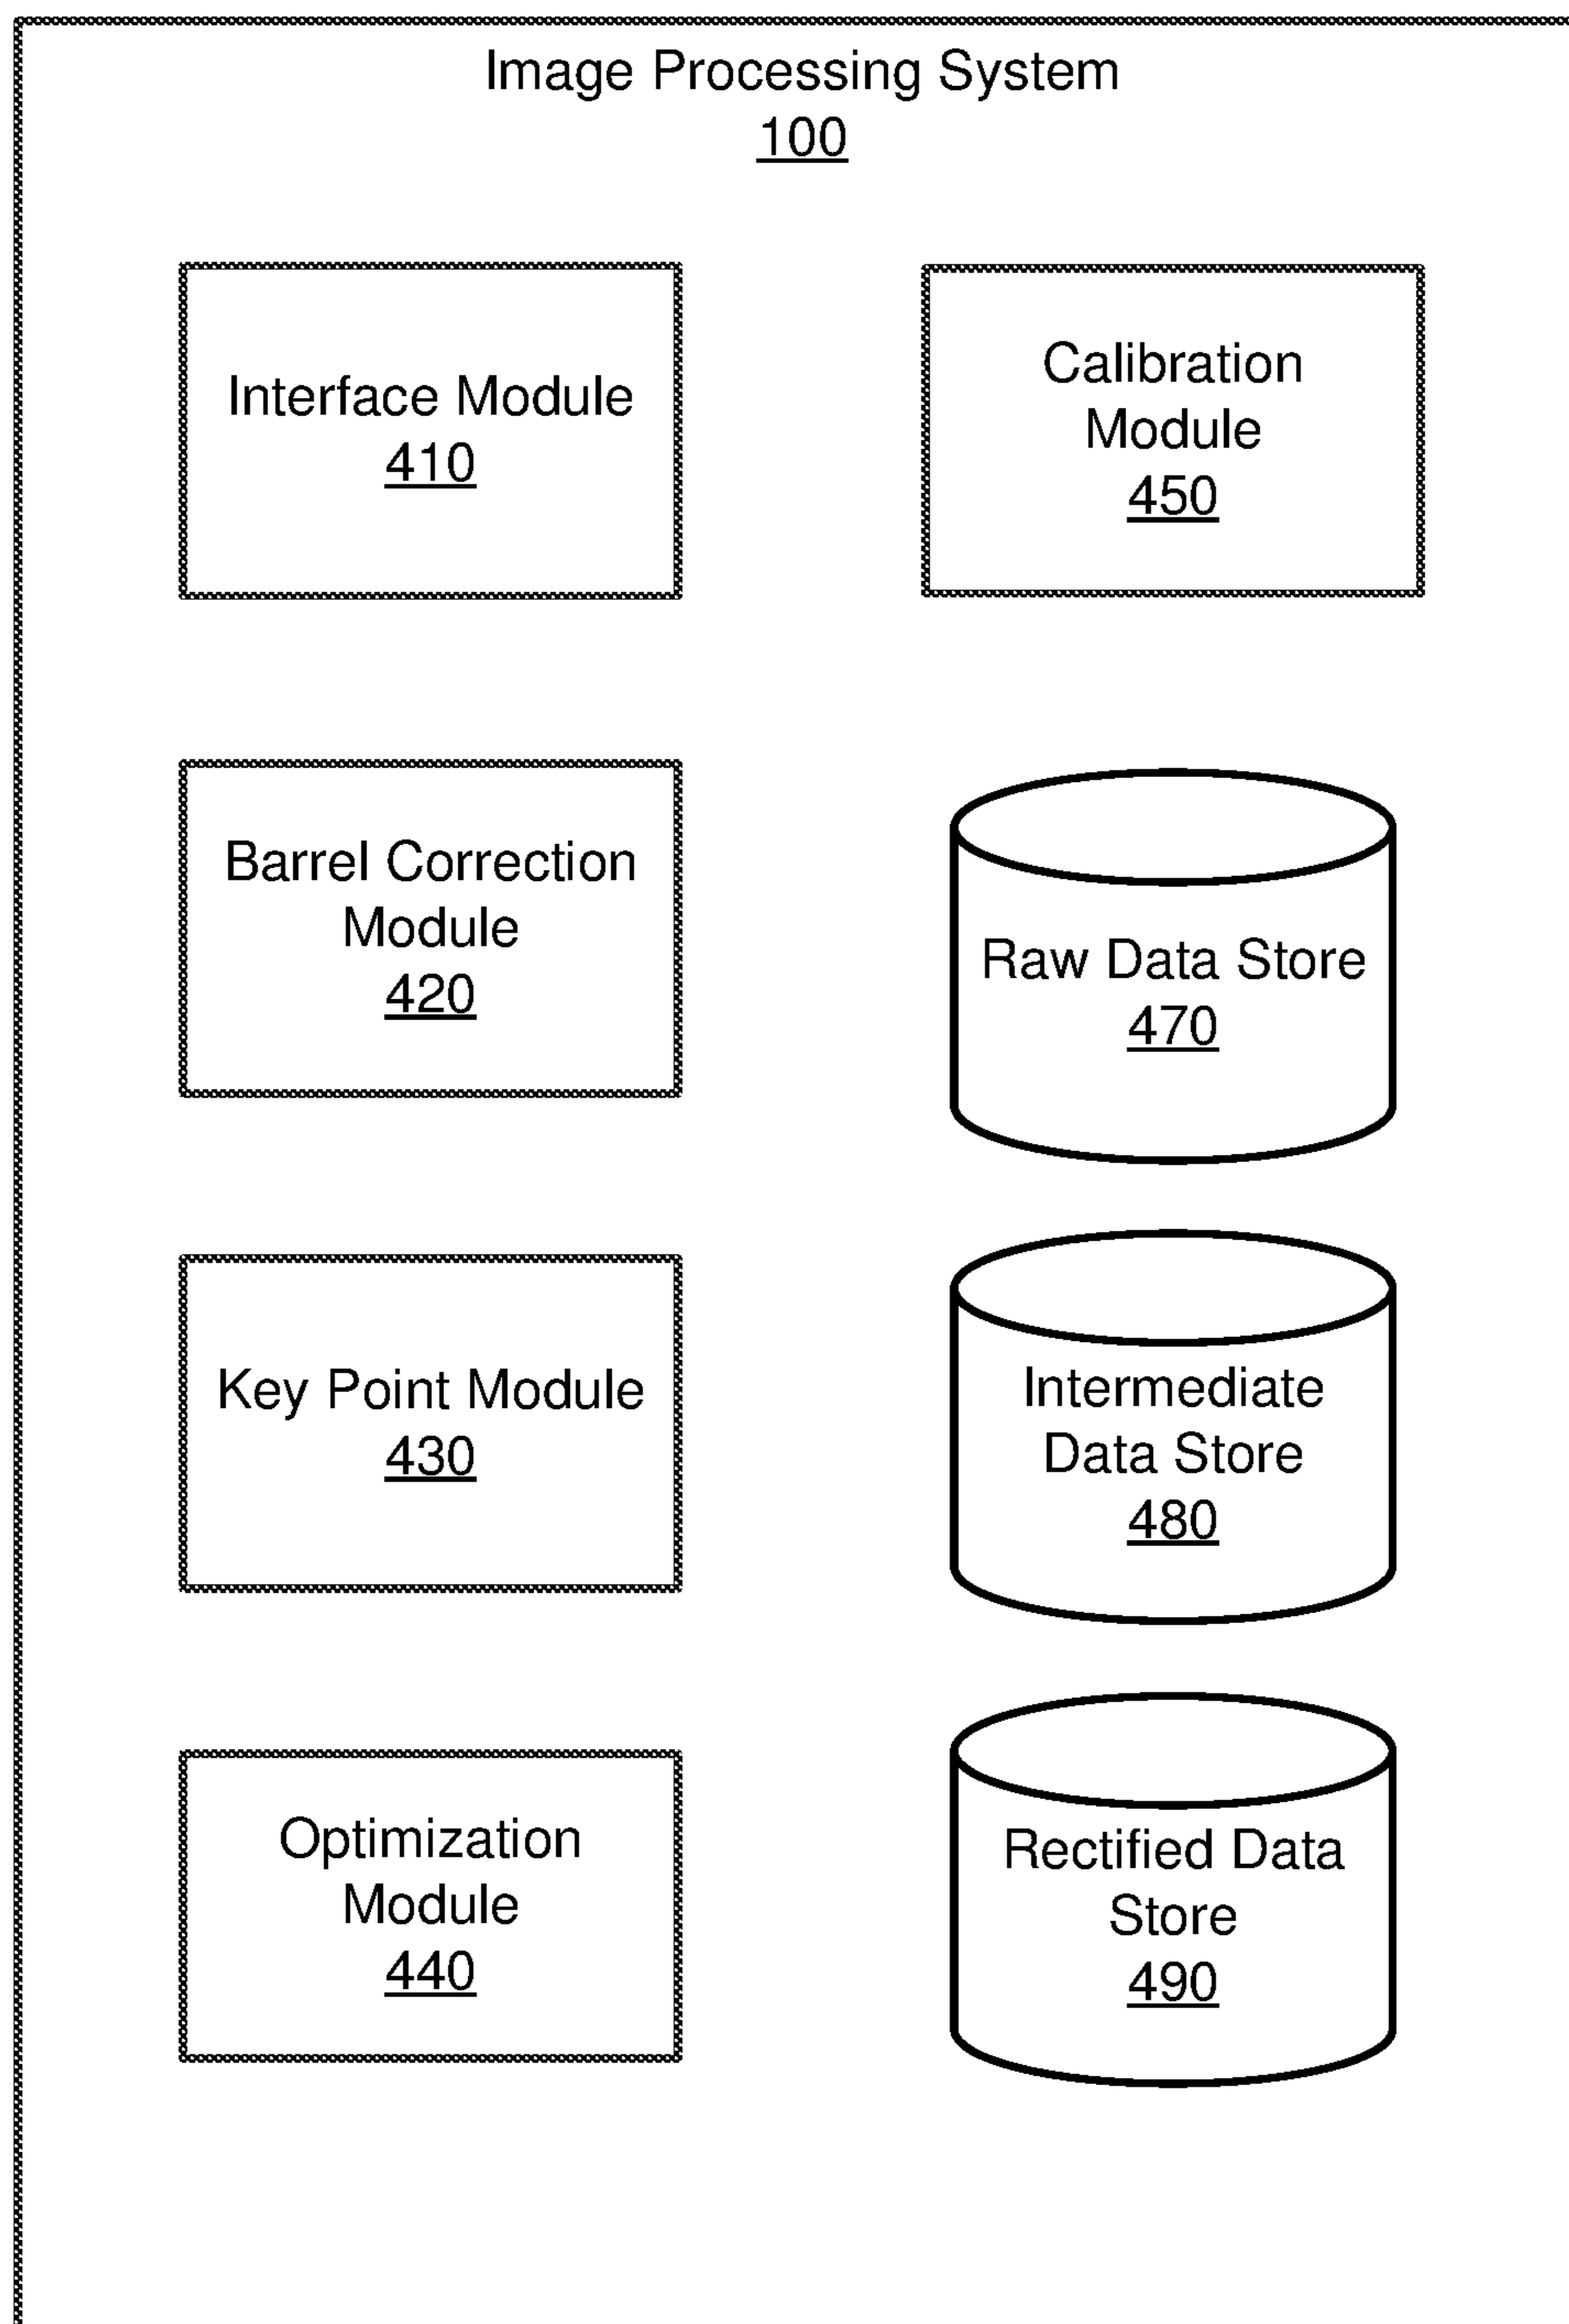 Image Processing System
100
Interface Module
410
Calibration
Module
450
Barrel Correction
Module
420
Raw Data Store
470
Key Point Module
430
Intermediate
Data Store
480
Optimization
Module
440
Rectified Data
Store
490